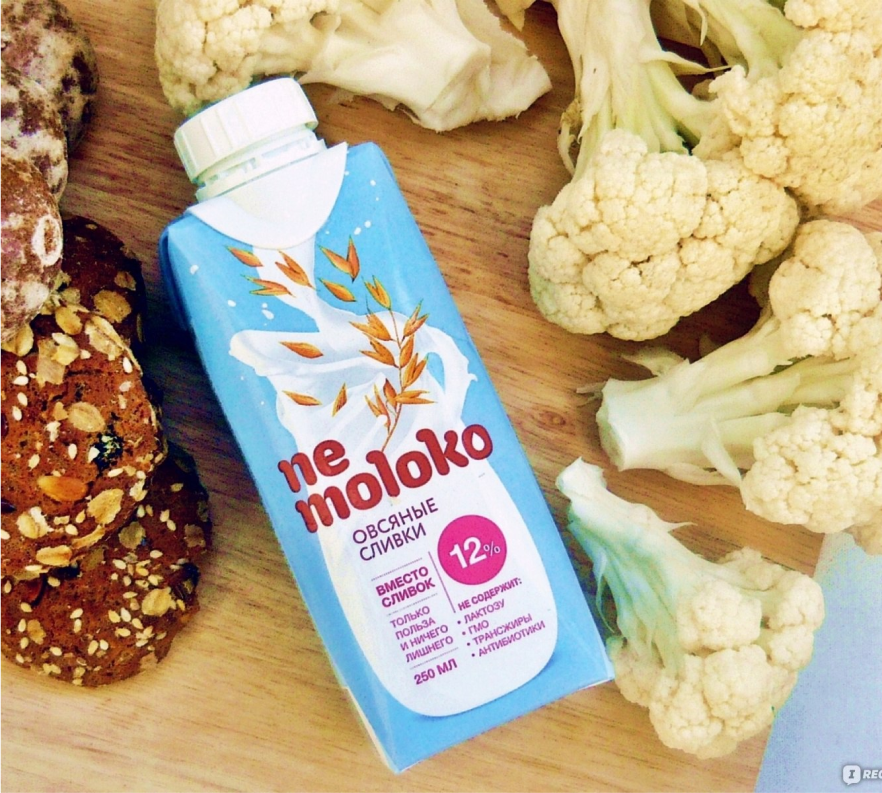 ne
moloko
ОВСЯНЫЕ
СЛИВКИ
12%
ВМЕСТО
СЛИВОК
ТОЛЬКО
ПОЛЬЗА
И НИЧЕГО
ЛИШНЕГО
250 МЛ
НЕ СОДЕРЖИТ:
• ЛАКТОЗУ
• ГМО
• ТРАНСЖИРЫ
• АНТИБИОТИКИ